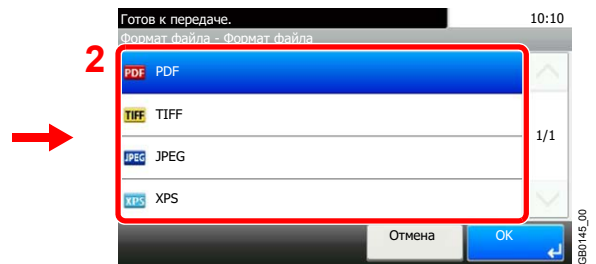 Готов к передаче.
10:10
Формат файла - Формат файла
2
PDF PDF
TIFF TIFF
1/1
JPEG JPEG
XPS XPS
Отмена
OK
GB0145_00